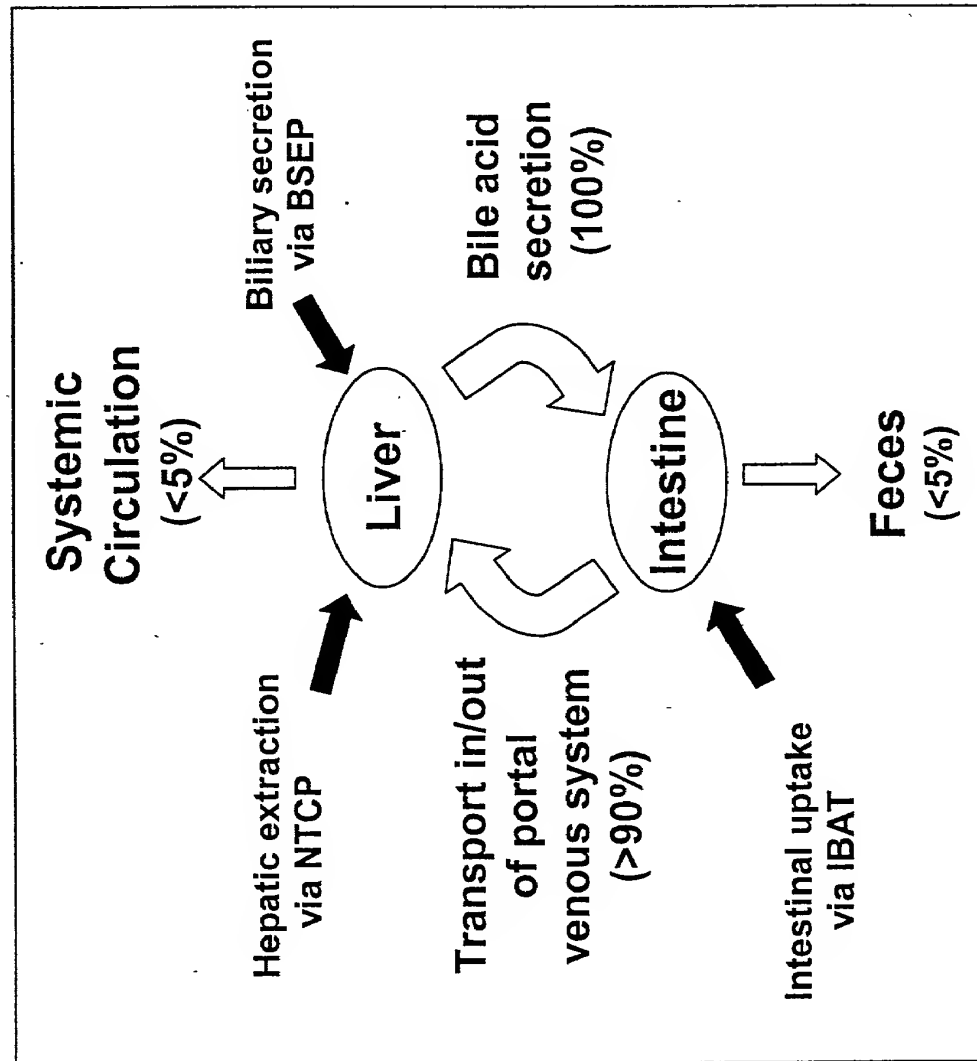 Systemic
Circulation
(<5%)
Hepatic extraction
via NTCP
Biliary secretion
via BSEP
Liver
Transport in/out
of portal
venous system
(>90%)
Bile acid
secretion
(100%)
Intestine
Intestinal uptake
via IBAT
Feces
(<5%)